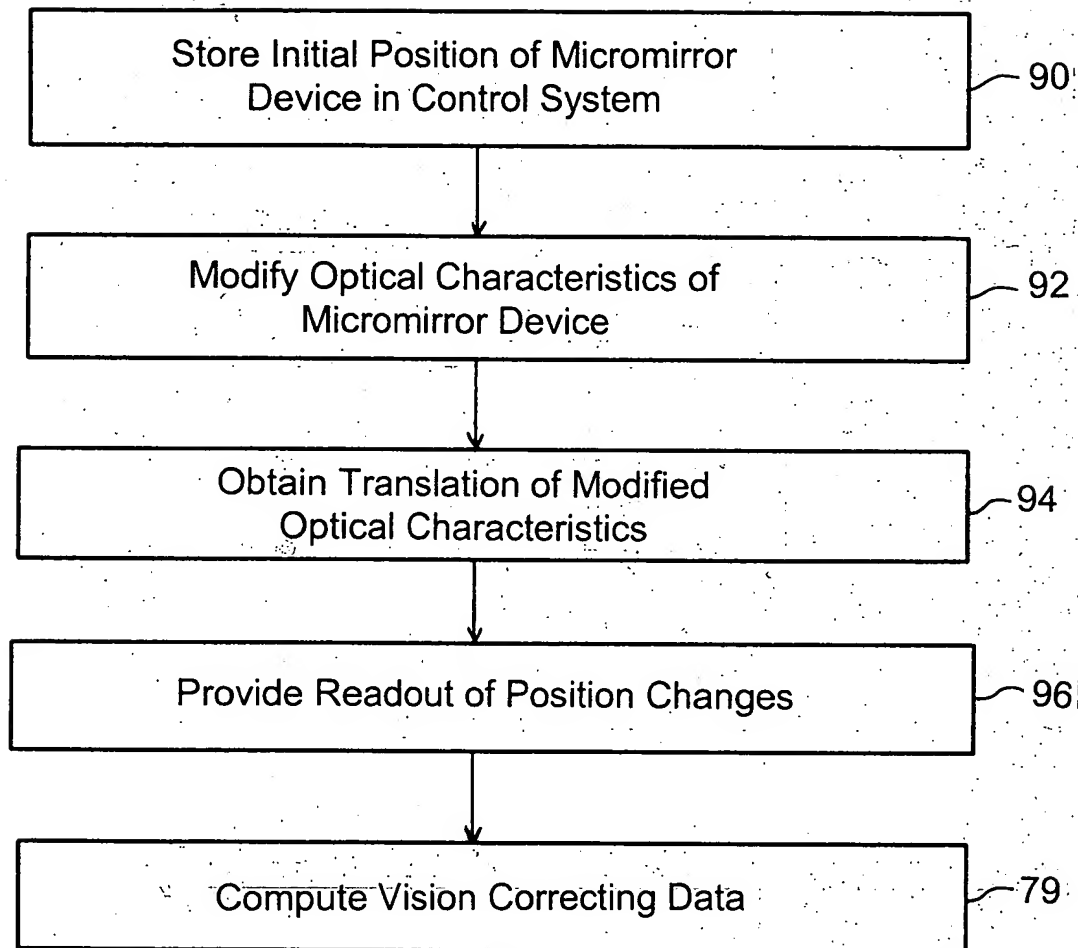 Store Initial Position of Micromirror
Device in Control System
90
Modify Optical Characteristics of
Micromirror Device
92
Obtain Translation of Modified
Optical Characteristics
94
Provide Readout of Position Changes
96
Compute Vision Correcting Data
79